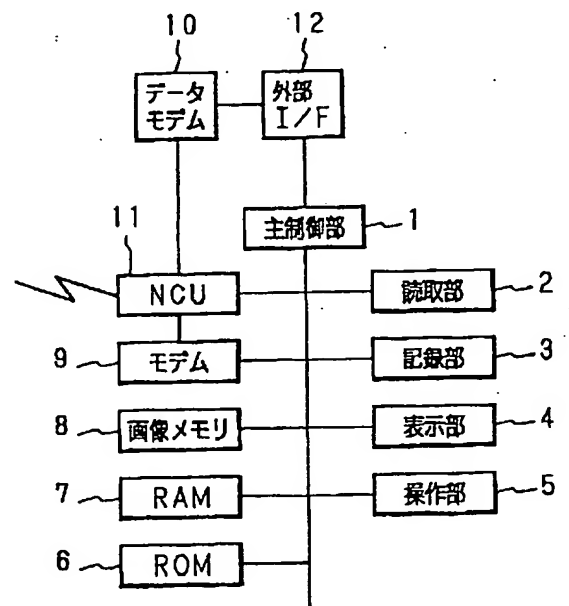 10
12
データ
モデム
外部
I/F
主制御部
1
11
NCU
読取部
2
9
モデム
記録部
3
8
画像メモリ
表示部
4
7
RAM
操作部
5
6
ROM